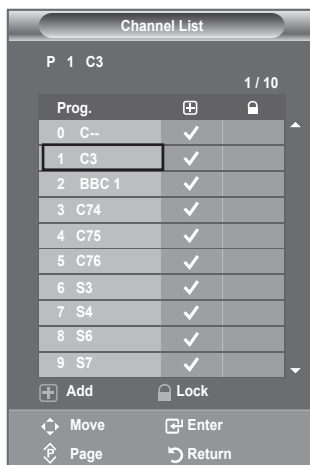 Channel List
P 1 C3
1 / 10
Prog.
0 C--
1 C3
2 BBC 1
3 C74
4 C75
5 C76
6 S3
7 S4
8 S6
9 S7
Add Lock
Move Enter
P Page Return